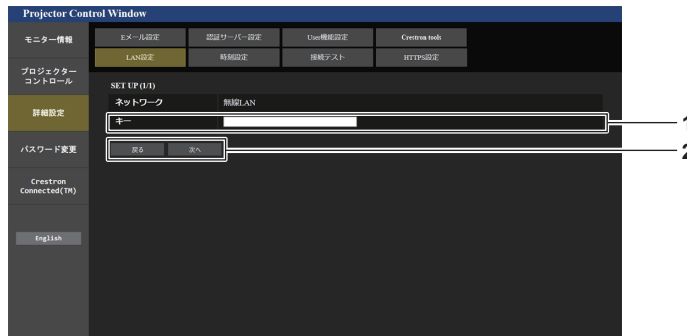 Projector Control Window
モニター情報
プロジェクター
コントロール
詳細設定
パスワード変更
Crestron
Connected(TM)
English
Eメール設定 認証サーバー設定 User機能設定 Crestron tools
LAN設定 時刻設定 接続テスト HTTPS設定
SET UP (1/1)
ネットワーク 無線LAN
キー
1
戻る 次へ
2